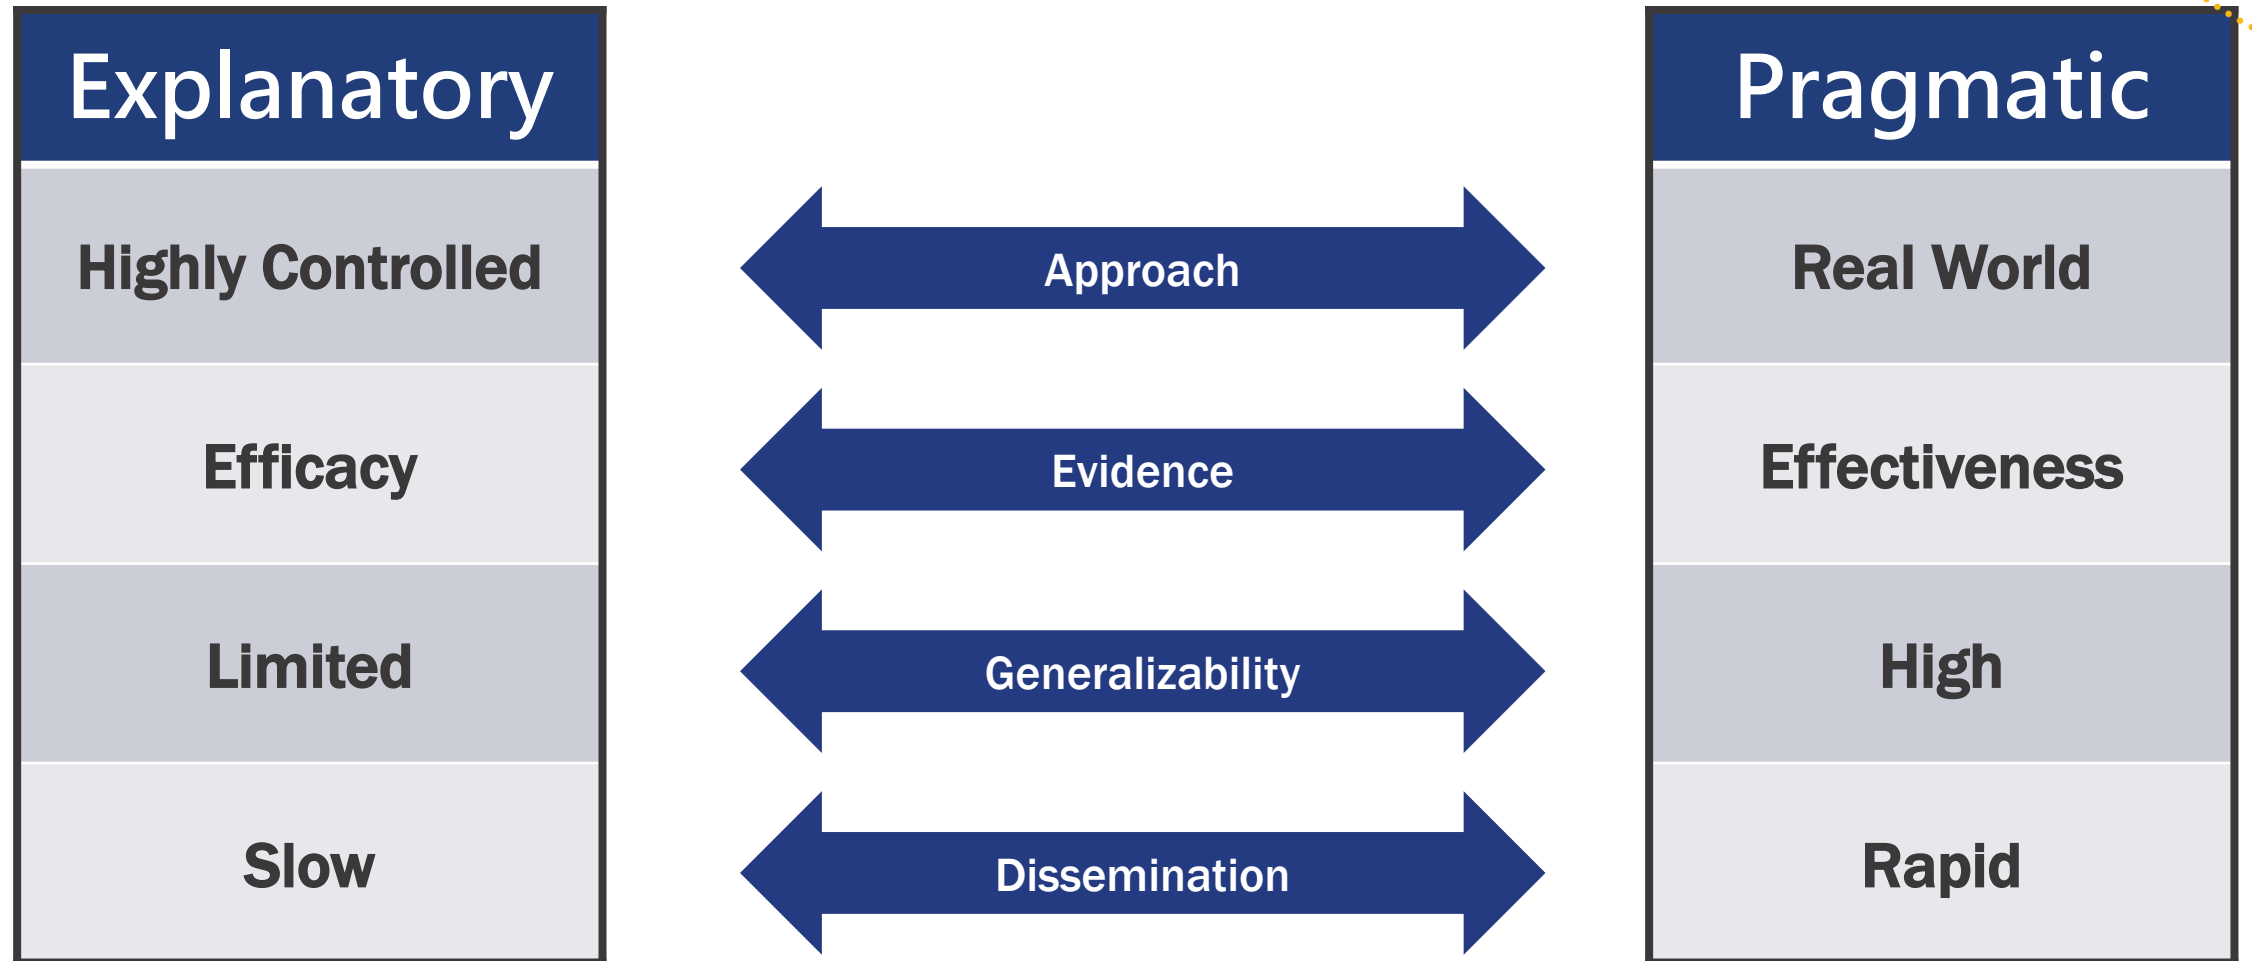 Explanatory
Pragmatic
Highly Controlled
Approach
Real World
Efficacy
Evidence
Effectiveness
Limited
Generalizability
High
Slow
Dissemination
Rapid